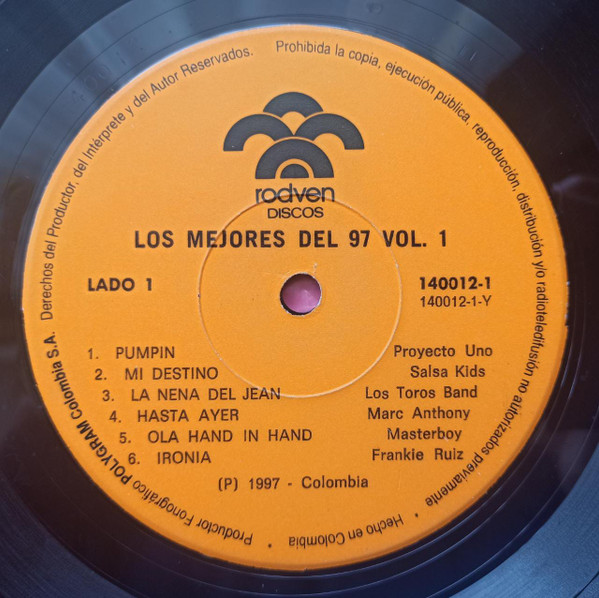 Derechos del Productor, del Intérprete y del Autor Reservados.
Prohibida la copia, ejecución pública, reproducción, distribución y/o radioteledifusión no autorizados previamente
rodven
DISCOS
LOS MEJORES DEL 97 VOL. 1
LADO 1
140012-1
140012-1-Y
1. PUMPIN Proyecto Uno
2. MI DESTINO Salsa Kids
3. LA NENA DEL JEAN Los Toros Band
4. HASTA AYER Marc Anthony
5. OLA HAND IN HAND Masterboy
6. IRONIA Frankie Ruiz
(P) 1997 - Colombia
Productor Fonográfico POLYGRAM Colombia S.A.
• Hecho en Colombia •